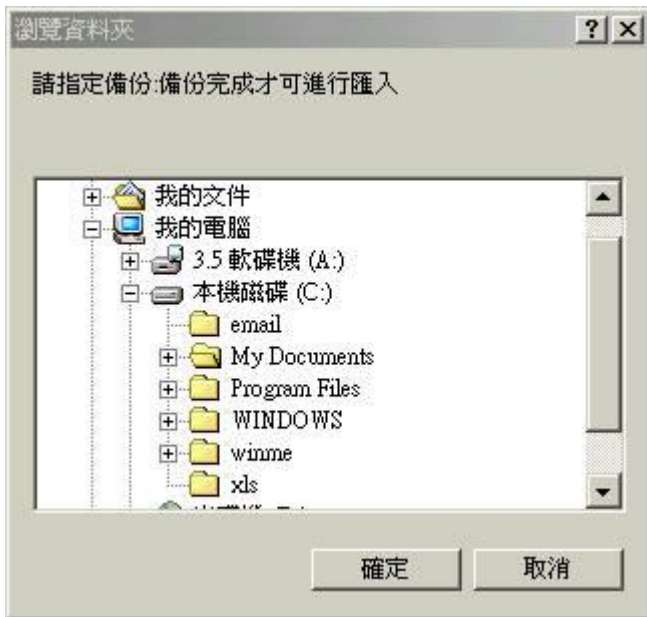 瀏覽資料夾
請指定備份:備份完成才可進行匯入
我的文件
我的電腦
3.5 軟碟機 (A:)
本機磁碟 (C:)
email
My Documents
Program Files
WINDOWS
winme
xls
確定 取消